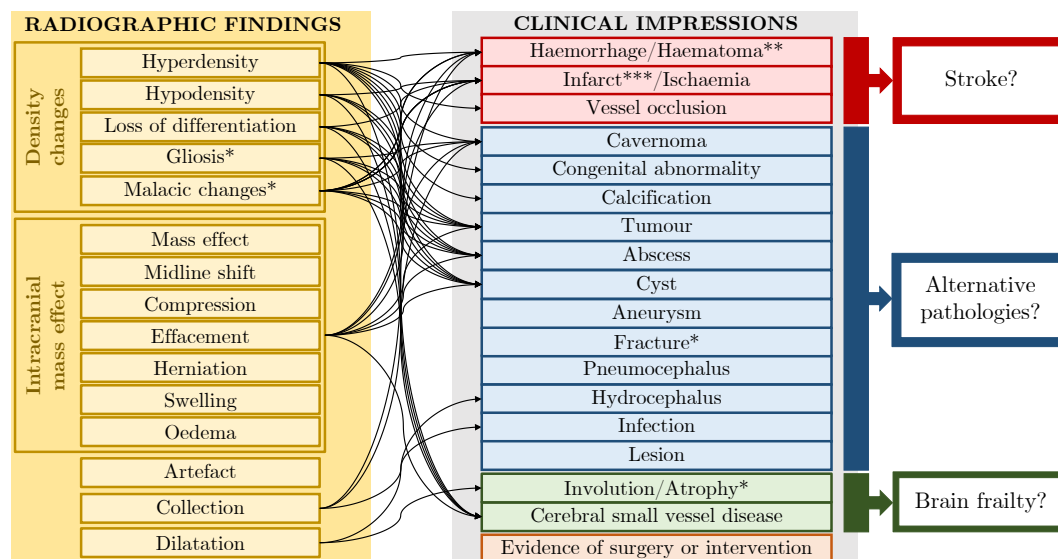 RADIOGRAPHIC FINDINGS
Density
changes
Hyperdensity
Hypodensity
Loss of differentiation
Gliosis*
Malacic changes*
Intracranial
mass effect
Mass effect
Midline shift
Compression
Effacement
Herniation
Swelling
Oedema
Artefact
Collection
Dilatation
CLINICAL IMPRESSIONS
Haemorrhage/Haematoma**
Infarct***/Ischaemia
Vessel occlusion
Cavernoma
Congenital abnormality
Calcification
Tumour
Abscess
Cyst
Aneurysm
Fracture*
Pneumocephalus
Hydrocephalus
Infection
Lesion
Involution/Atrophy*
Cerebral small vessel disease
Evidence of surgery or intervention
Stroke?
Alternative
pathologies?
Brain frailty?